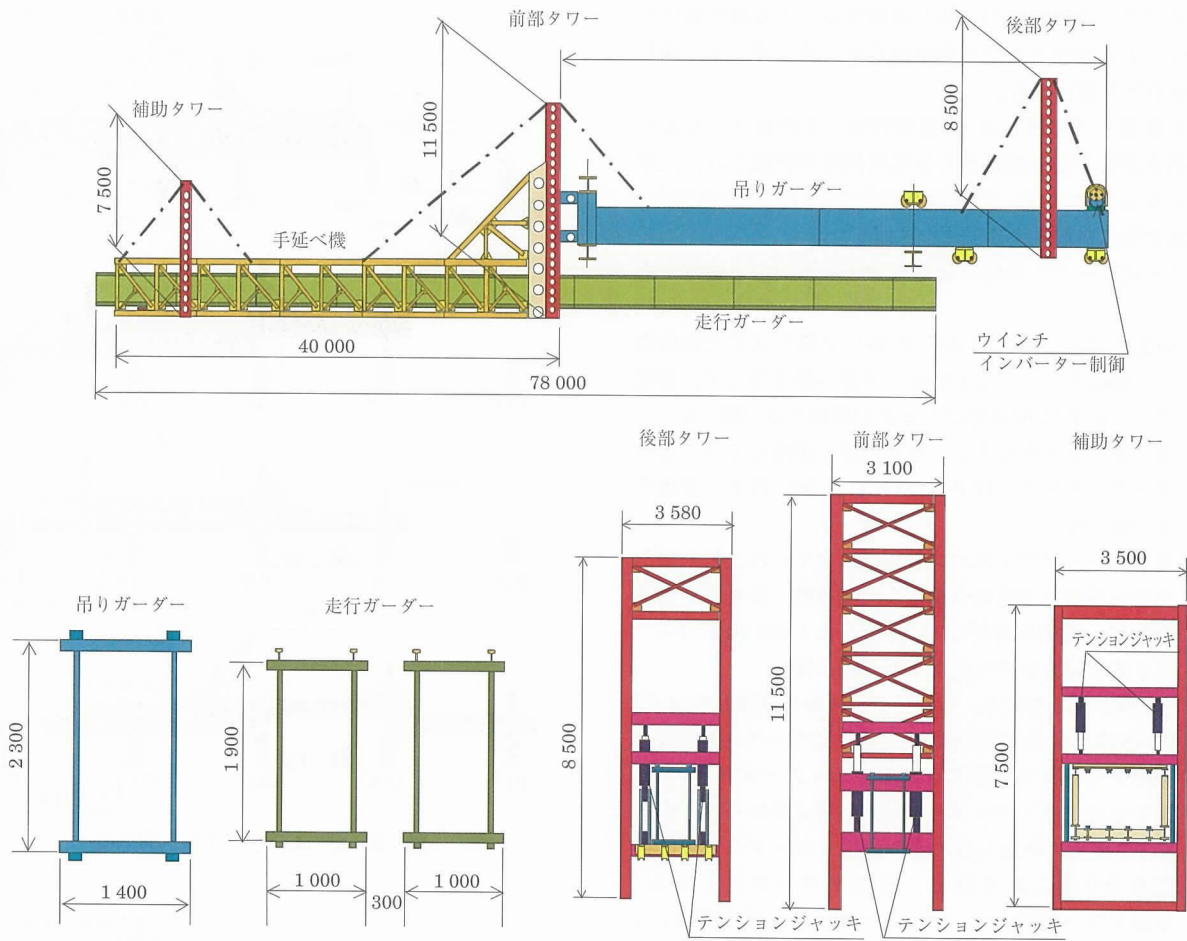 前部タワー
後部タワー
補助タワー
11 500
8 500
7 500
吊りガーダー
手延べ機
走行ガーダー
40 000
ウインチ
インバーター制御
78 000
後部タワー
前部タワー
補助タワー
3 100
3 580
3 500
吊りガーダー
走行ガーダー
テンションジャッキ
2 300
1 900
8 500
11 500
7 500
1 400
1 000
300
1 000
テンションジャッキ
テンションジャッキ